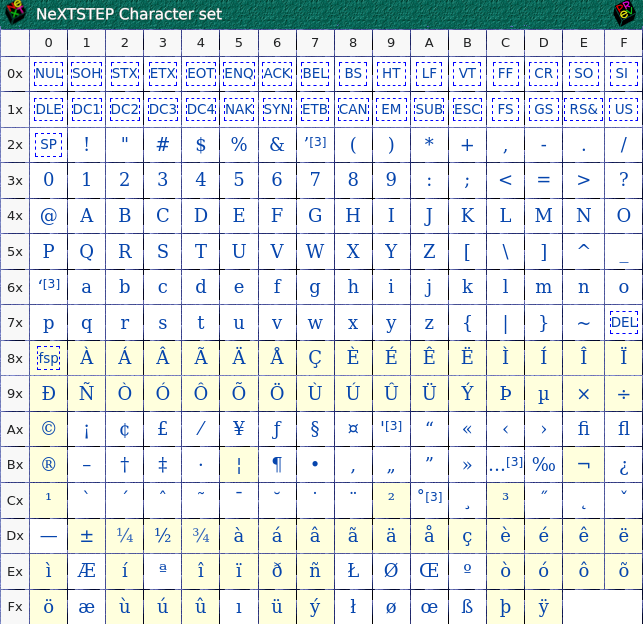 NeXTSTEP Character set
0 1 2 3 4 5 6 7 8 9 A B C D E F
0x NUL SOH STX ETX EOT ENQ ACK BEL BS HT LF VT FF CR SO SI
1x DLE DC1 DC2 DC3 DC4 NAK SYN ETB CAN EM SUB ESC FS GS RS& US
2x SP ! " # $ % & ’[3] ( ) * + , - . /
3x 0 1 2 3 4 5 6 7 8 9 : ; < = > ?
4x @ A B C D E F G H I J K L M N O
5x P Q R S T U V W X Y Z [ \ ] ^ _
6x ‘[3] a b c d e f g h i j k l m n o
7x p q r s t u v w x y z { | } ~ DEL
8x fsp À Á Â Ã Ä Å Ç È É Ê Ë Ì Í Î Ï
9x Ð Ñ Ò Ó Ô Õ Ö Ù Ú Û Ü Ý Þ µ × ÷
Ax © ¡ ¢ £ ⁄ ¥ ƒ § ¤ '[3] “ « ‹ › ﬁ ﬂ
Bx ® – † ‡ · ¦ ¶ • ‚ „ ” » …[3] ‰ ¬ ¿
Cx ¹ ˋ ´ ˆ ˜ ¯ ˘ ˙ ¨ ² ˚[3] ¸ ³ ˝ ˛ ˇ
Dx — ± ¼ ½ ¾ à á â ã ä å ç è é ê ë
Ex ì Æ í ª î ï ð ñ Ł Ø Œ º ò ó ô õ
Fx ö æ ù ú û ı ü ý ł ø œ ß þ ÿ